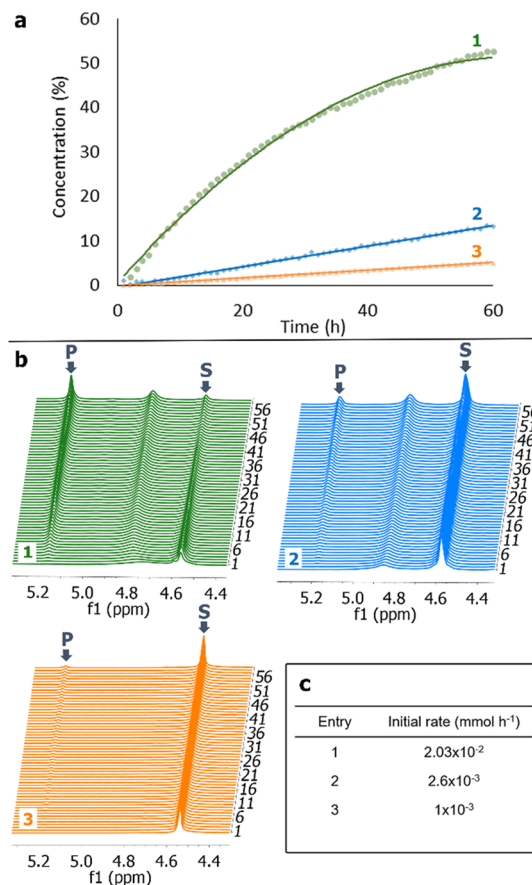 a
60
50
40
30
20
10
0
Concentration (%)
1
2
3
0 20 40 60
Time (h)
b
P S
56
51
46
41
36
31
26
21
16
11
6
1
1
5.2 5.0 4.8 4.6 4.4
f1 (ppm)
P S
56
51
46
41
36
31
26
21
16
11
6
1
2
5.2 5.0 4.8 4.6 4.4
f1 (ppm)
P S
56
51
46
41
36
31
26
21
16
11
6
1
3
5.2 5.0 4.8 4.6 4.4
f1 (ppm)
c
Entry Initial rate (mmol h⁻¹)
1 2.03x10⁻²
2 2.6x10⁻³
3 1x10⁻³